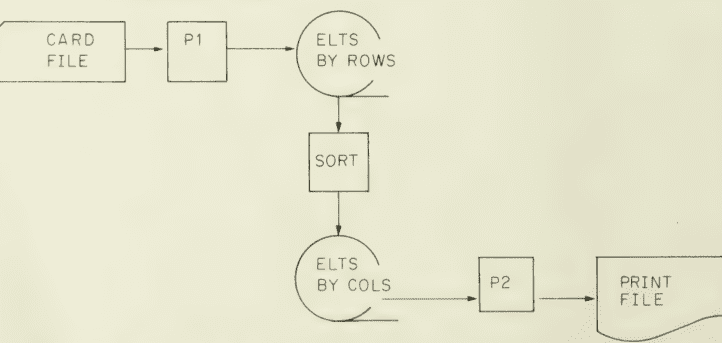 CARD
FILE
P1
ELTS
BY ROWS
SORT
ELTS
BY COLS
P2
PRINT
FILE